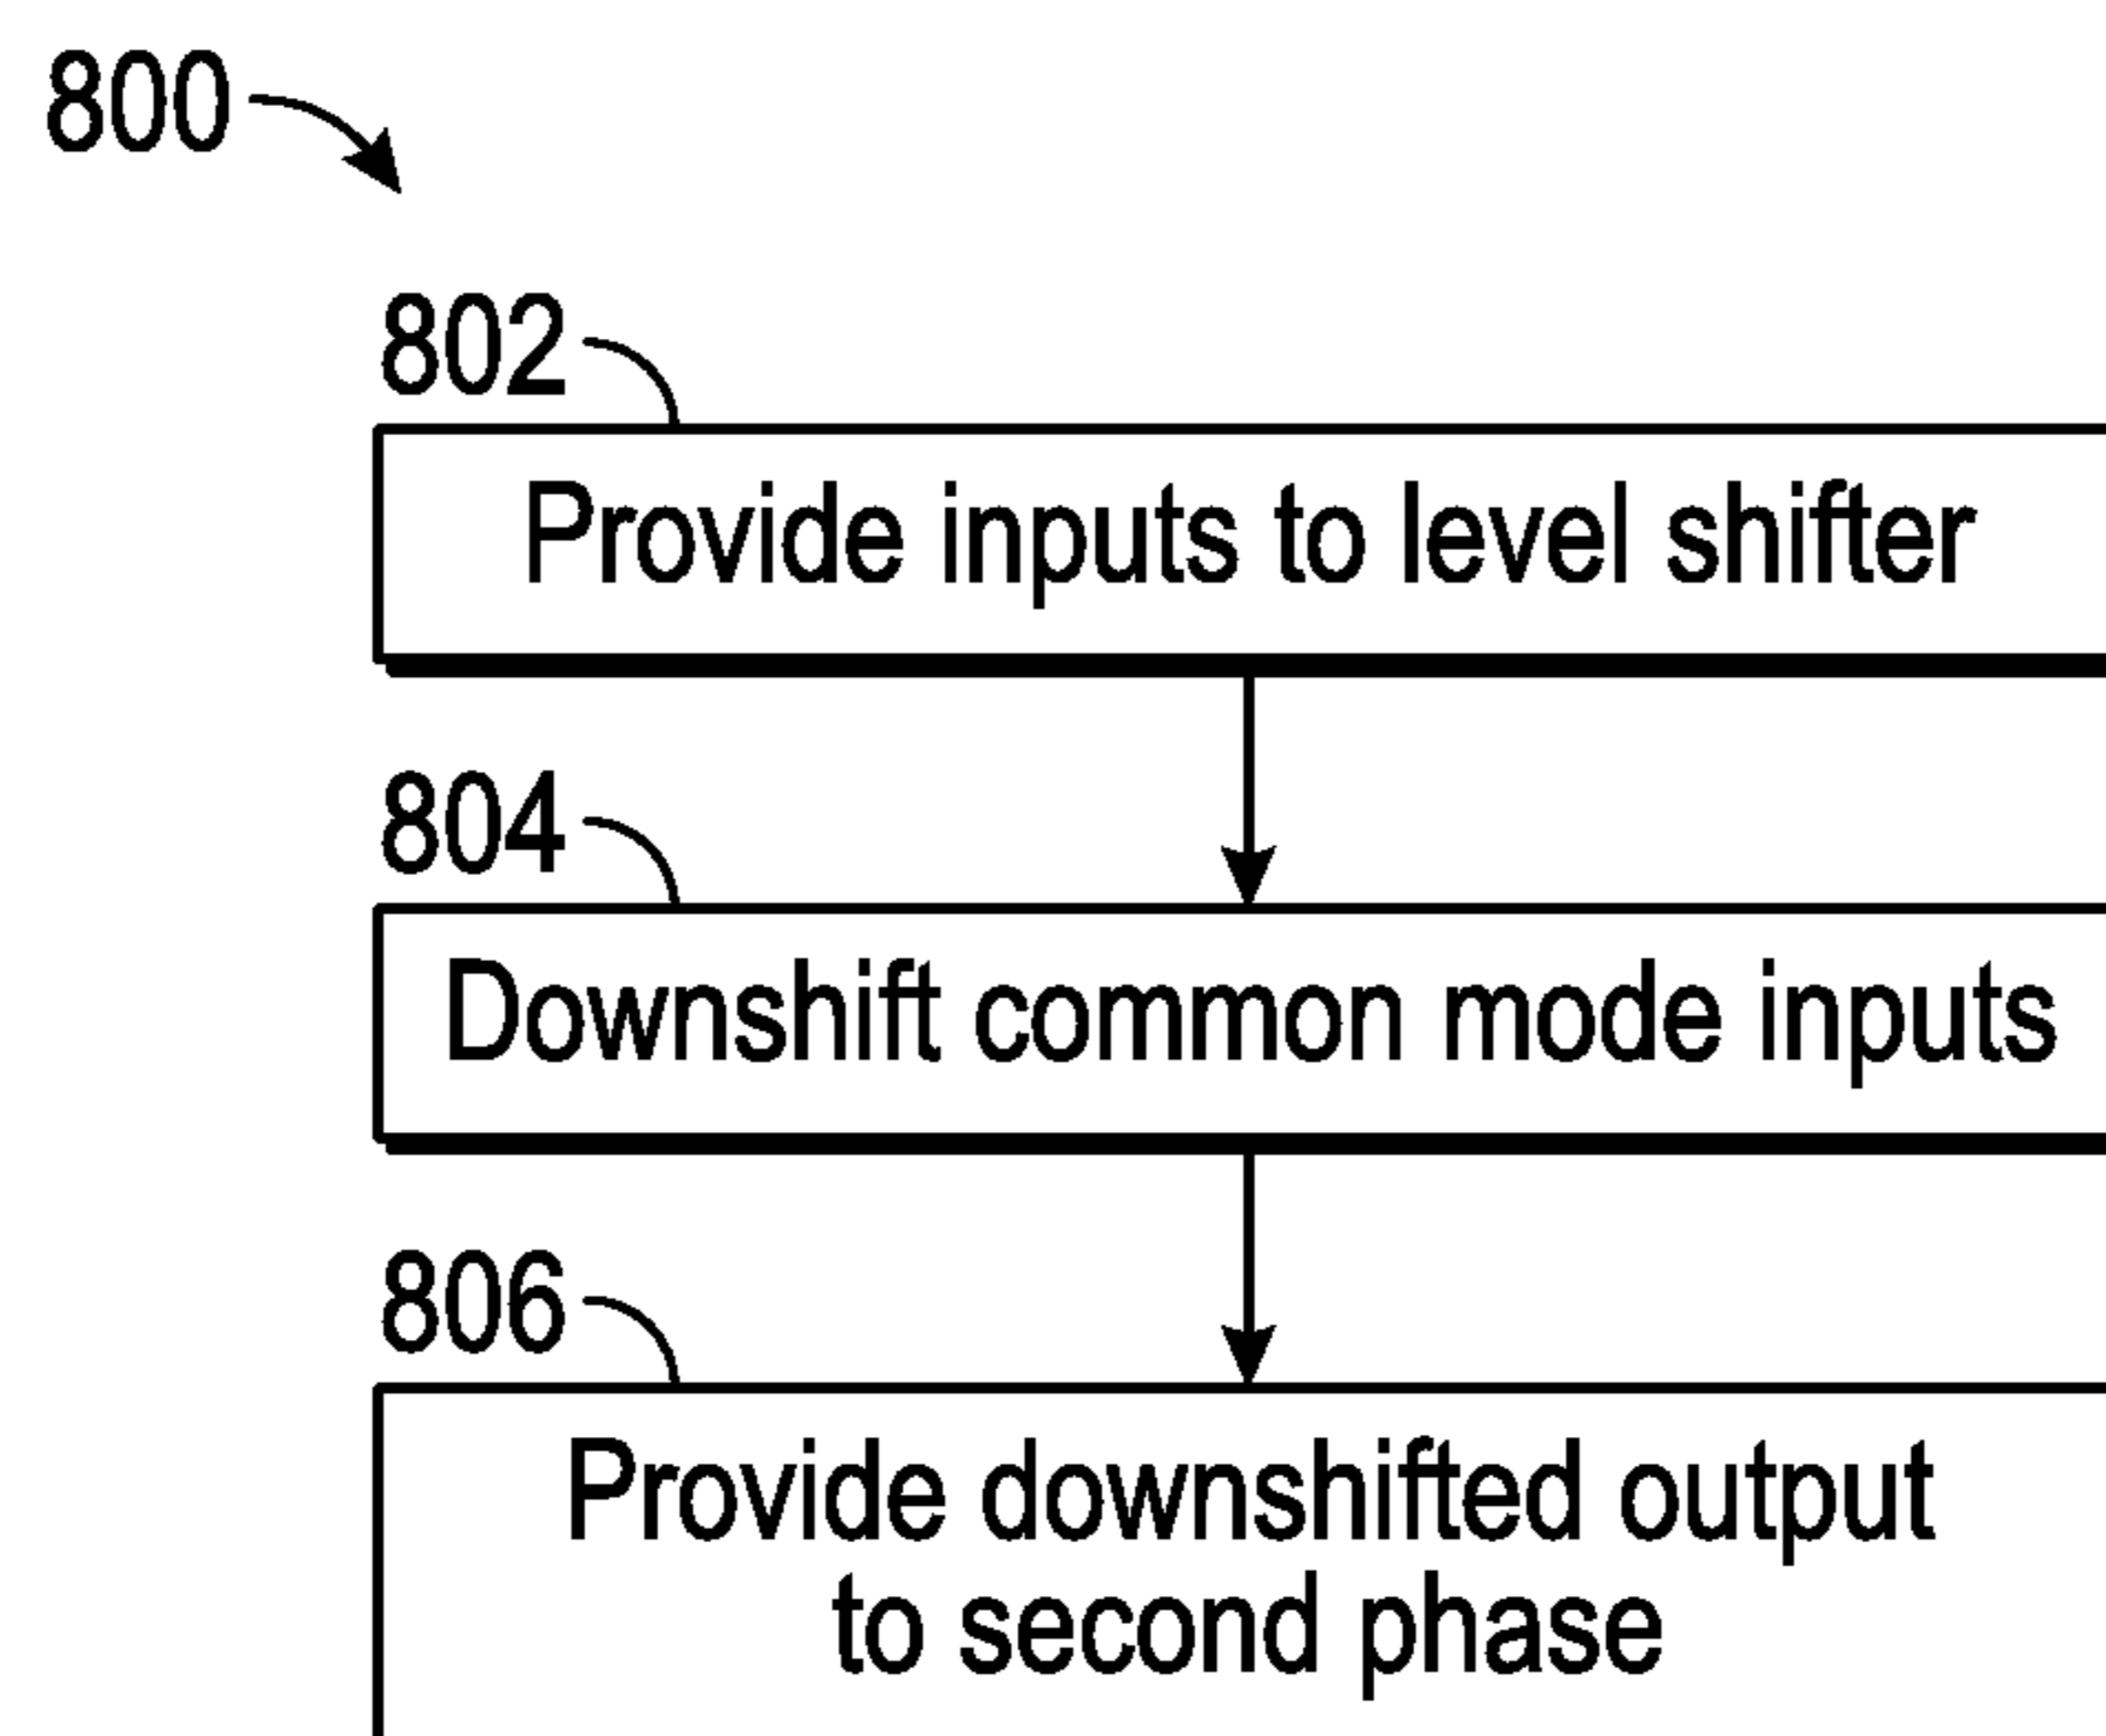 800
802
Provide inputs to level shifter
804
Downshift common mode inputs
806
Provide downshifted output
to second phase